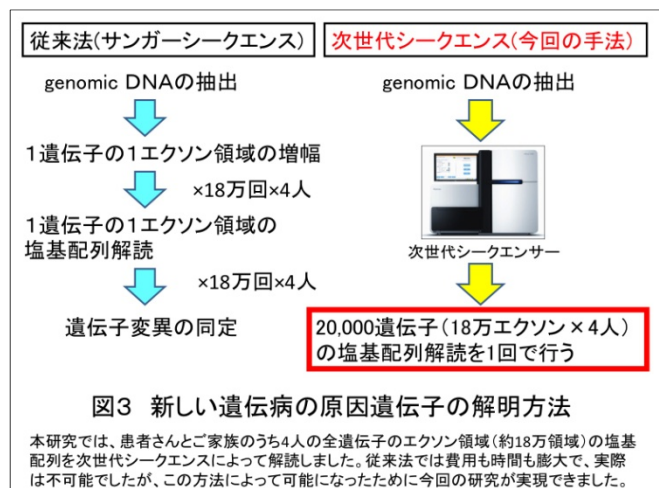 従来法(サンガーシークエンス)
genomic DNAの抽出
1遺伝子の1エクソン領域の増幅
×18万回×4人
1遺伝子の1エクソン領域の
塩基配列解読
×18万回×4人
遺伝子変異の同定
次世代シークエンス(今回の手法)
genomic DNAの抽出
次世代シークエンサー
20,000遺伝子(18万エクソン×4人)
の塩基配列解読を1回で行う
図3 新しい遺伝病の原因遺伝子の解明方法
本研究では、患者さんとご家族のうち4人の全遺伝子のエクソン領域(約18万領域)の塩基
配列を次世代シークエンスによって解読しました。従来法では費用も時間も膨大で、実際
は不可能でしたが、この方法によって可能になったために今回の研究が実現できました。